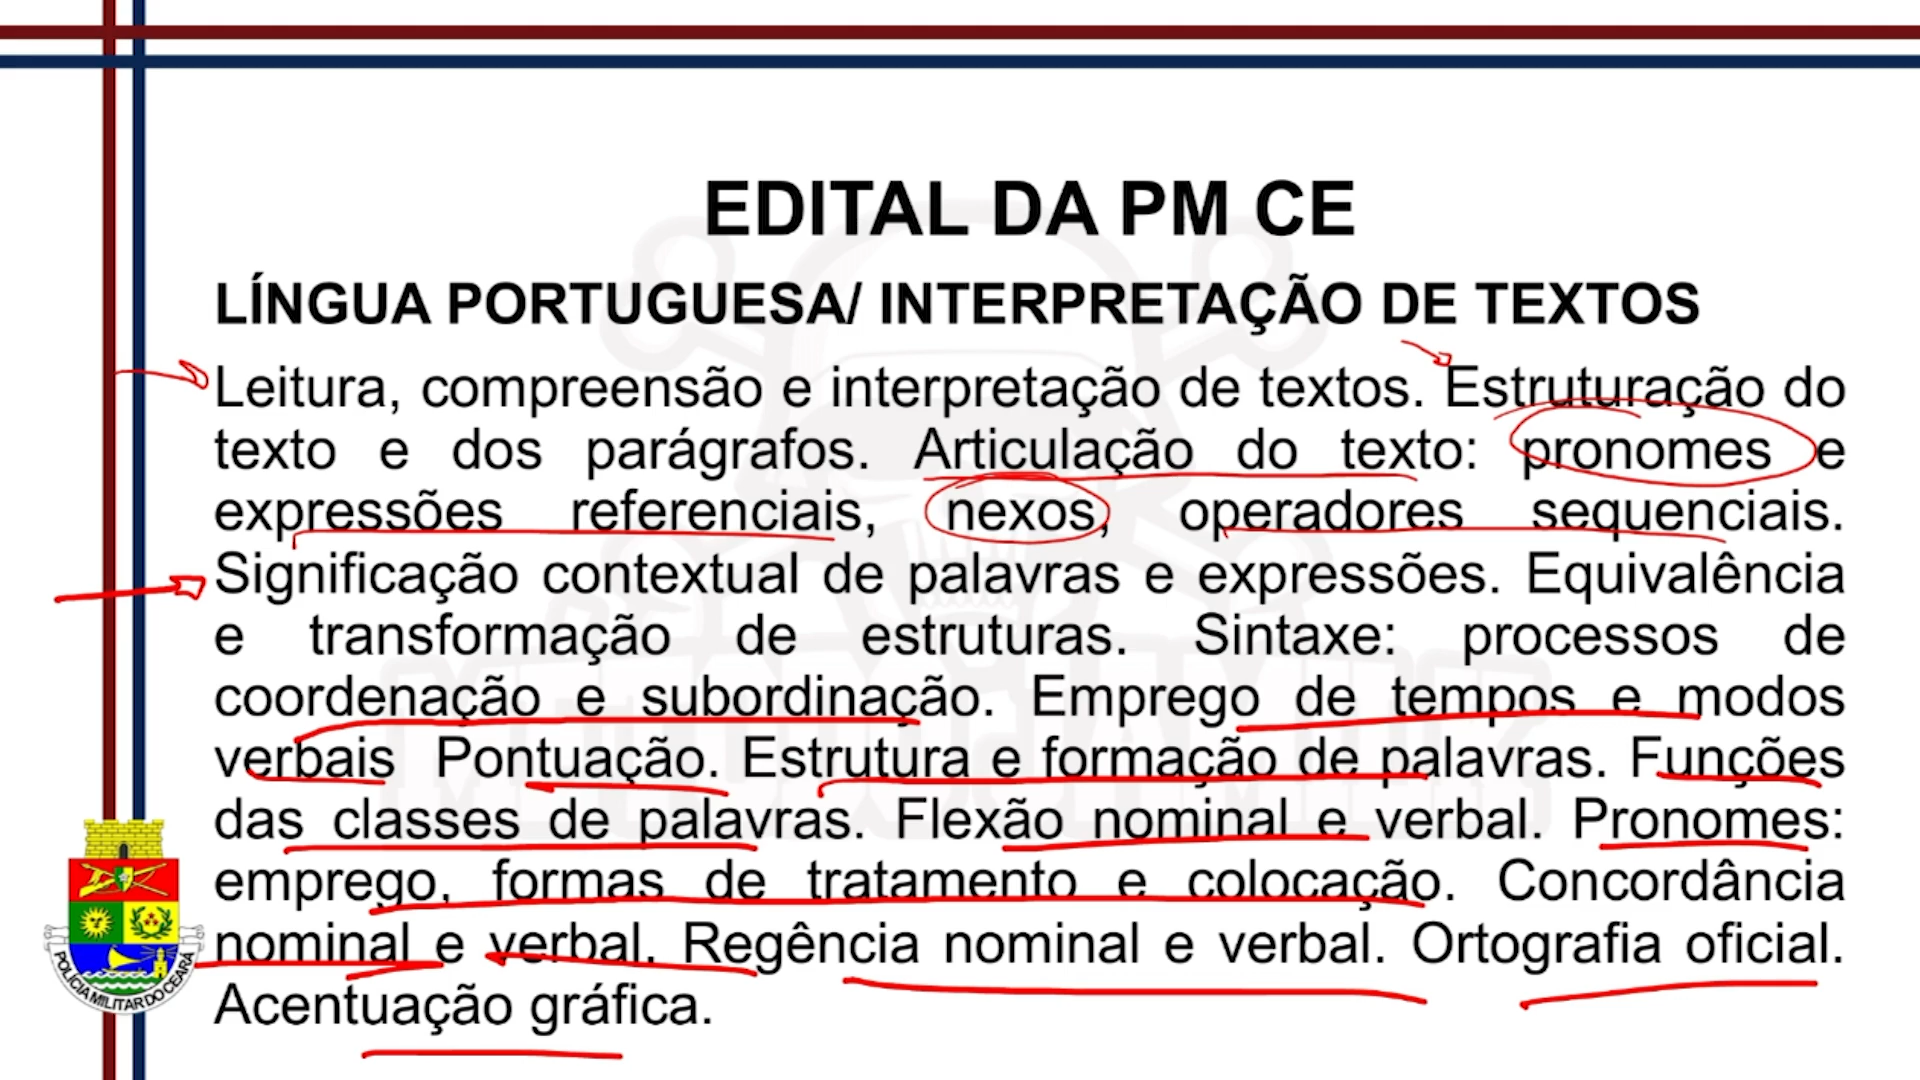 EDITAL DA PM CE
LÍNGUA PORTUGUESA/ INTERPRETAÇÃO DE TEXTOS
Leitura, compreensão e interpretação de textos. Estruturação do
texto e dos parágrafos. Articulação do texto: pronomes e
expressões referenciais, nexos, operadores sequenciais.
Significação contextual de palavras e expressões. Equivalência
e transformação de estruturas. Sintaxe: processos de
coordenação e subordinação. Emprego de tempos e modos
verbais Pontuação. Estrutura e formação de palavras. Funções
das classes de palavras. Flexão nominal e verbal. Pronomes:
emprego, formas de tratamento e colocação. Concordância
nominal e verbal. Regência nominal e verbal. Ortografia oficial.
Acentuação gráfica.
POLÍCIA MILITAR DO CEARÁ